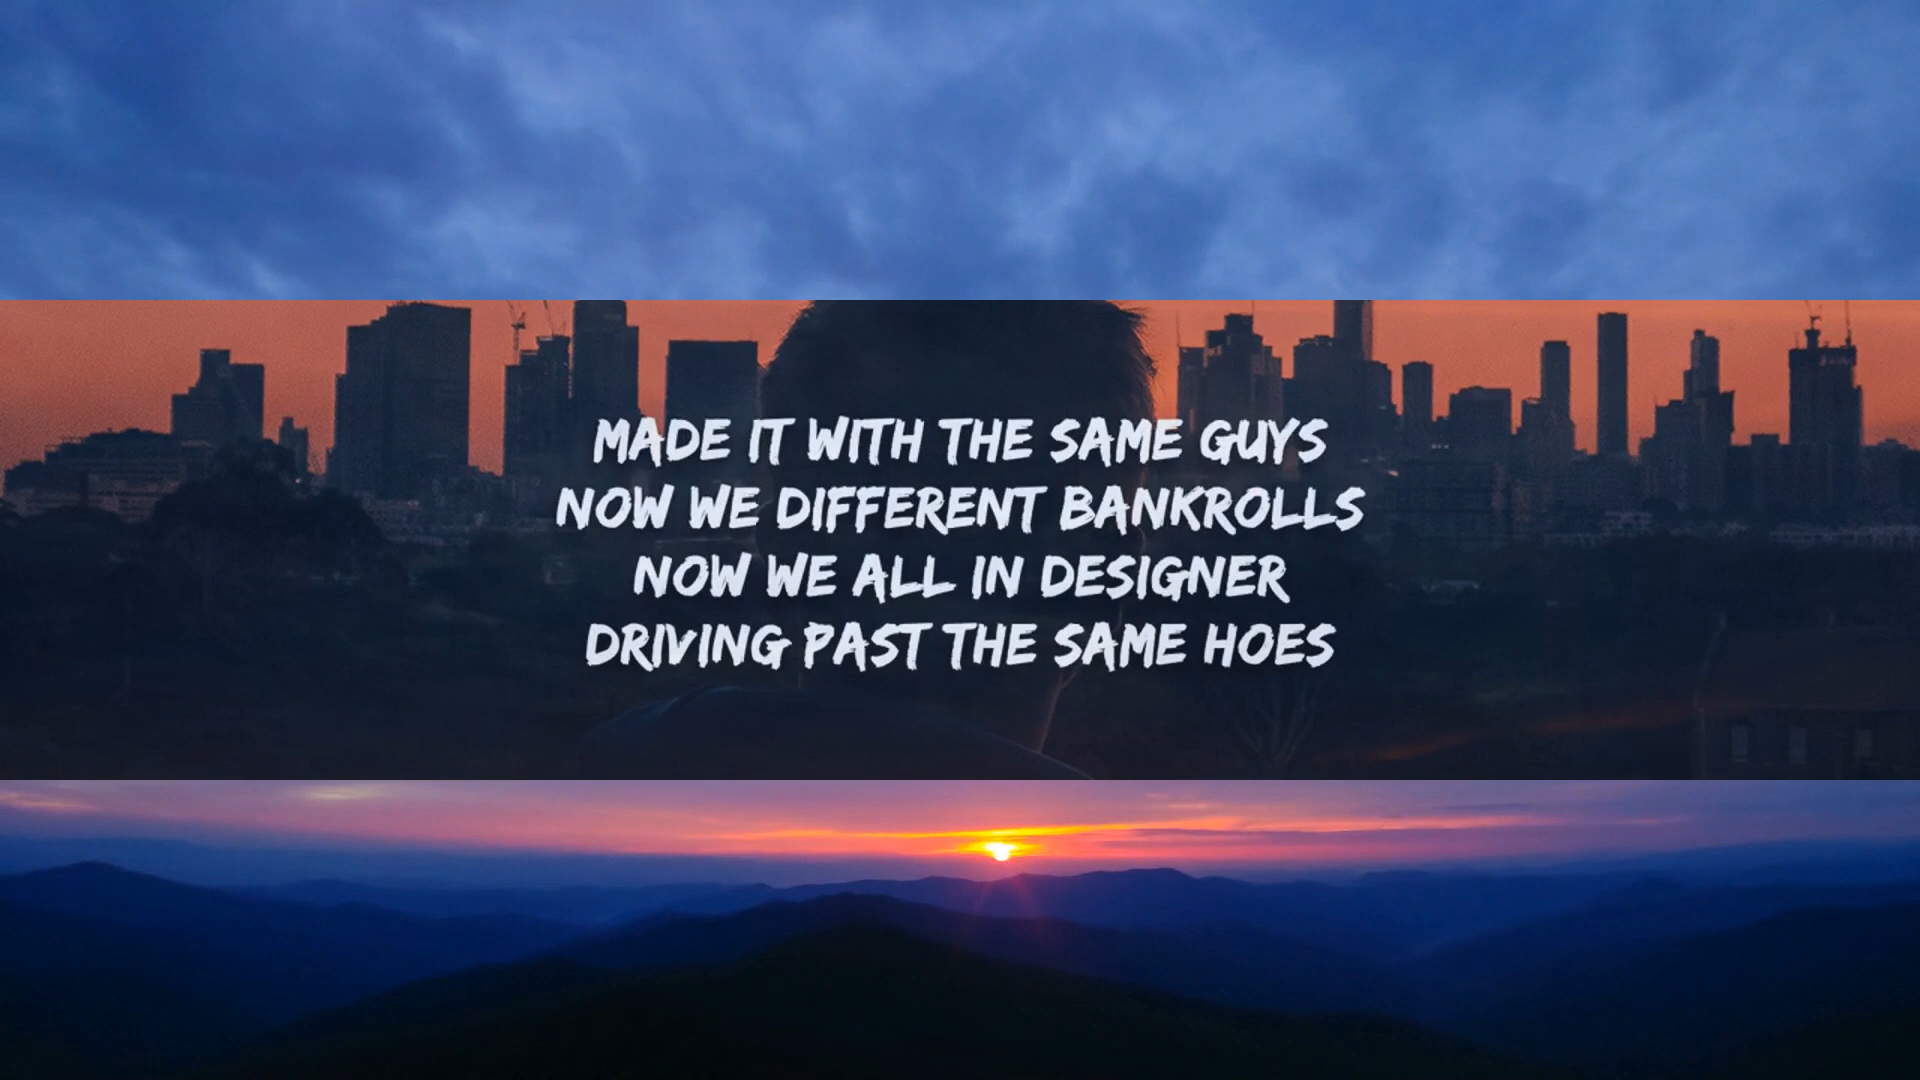 MADE IT WITH THE SAME GUYS
NOW WE DIFFERENT BANKROLLS
NOW WE ALL IN DESIGNER
DRIVING PAST THE SAME HOES